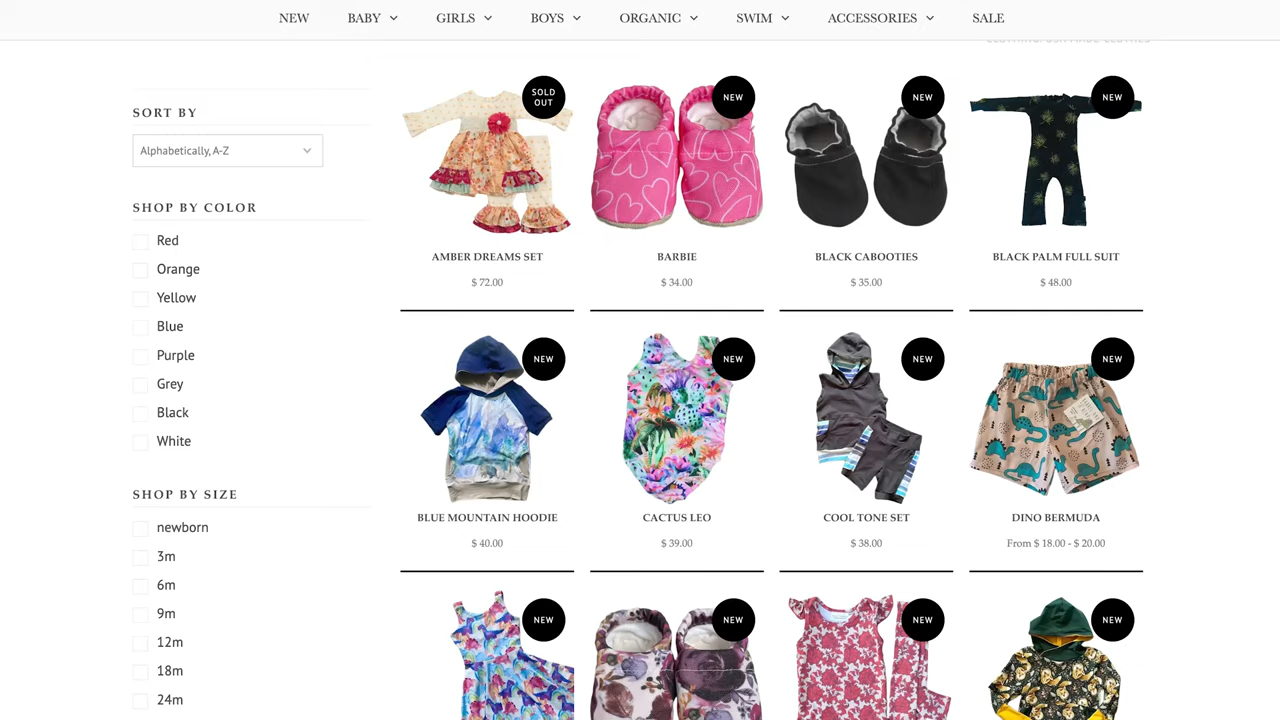 NEW BABY GIRLS BOYS ORGANIC SWIM ACCESSORIES SALE
SORT BY
Alphabetically, A-Z
SHOP BY COLOR
Red
Orange
Yellow
Blue
Purple
Grey
Black
White
SHOP BY SIZE
newborn
3m
6m
9m
12m
18m
24m
SOLD
OUT
NEW
NEW
NEW
AMBER DREAMS SET
$ 72.00
BARBIE
$ 34.00
BLACK CABOOTIES
$ 35.00
BLACK PALM FULL SUIT
$ 48.00
NEW
NEW
NEW
NEW
BLUE MOUNTAIN HOODIE
$ 40.00
CACTUS LEO
$ 39.00
COOL TONE SET
$ 38.00
DINO BERMUDA
From $ 18.00 - $ 20.00
NEW
NEW
NEW
NEW